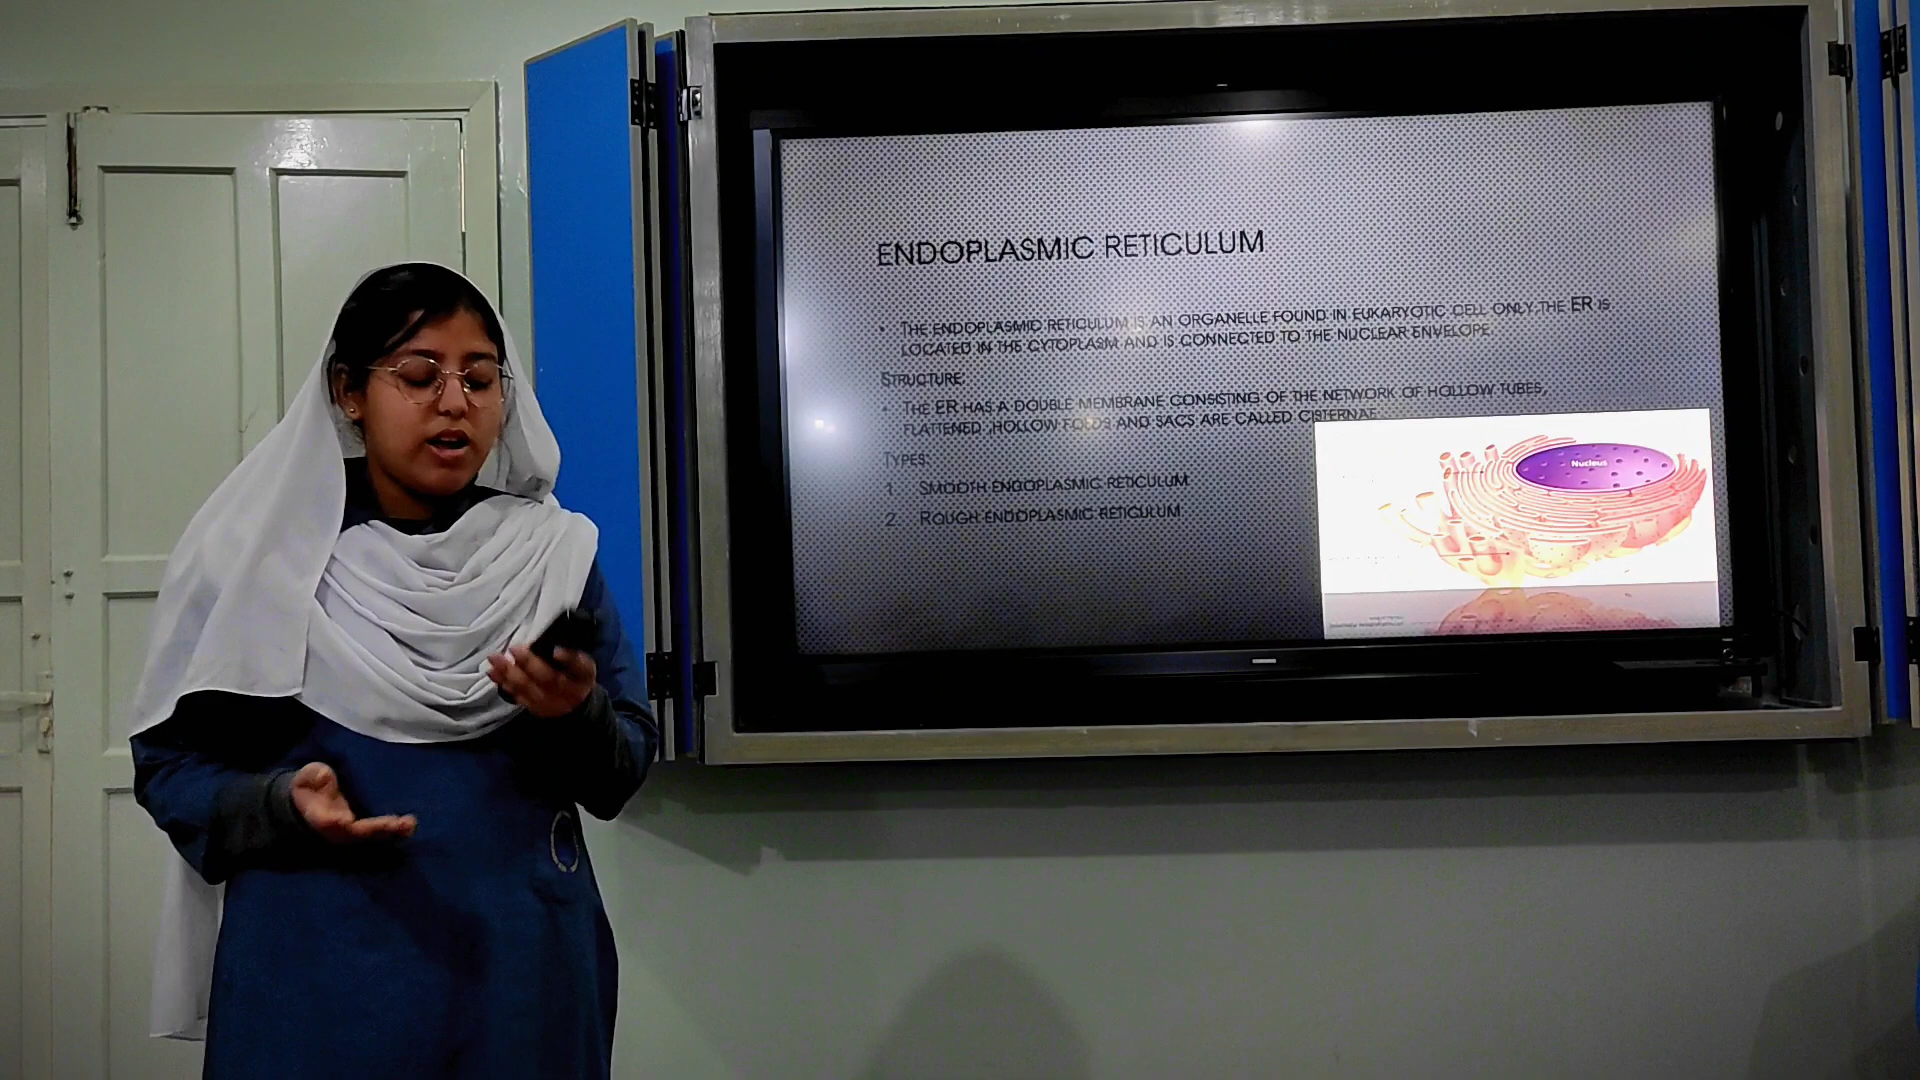 ENDOPLASMIC RETICULUM
• THE ENDOPLASMIC RETICULUM IS AN ORGANELLE FOUND IN EUKARYOTIC CELL ONLY.THE ER IS
LOCATED IN THE CYTOPLASM AND IS CONNECTED TO THE NUCLEAR ENVELOPE.
STRUCTURE:
THE ER HAS A DOUBLE MEMBRANE CONSISTING OF THE NETWORK OF HOLLOW TUBES,
FLATTENED ,HOLLOW FOLDS AND SACS ARE CALLED CISTERNAE
TYPES:
1. SMOOTH ENDOPLASMIC RETICULUM
2. ROUGH ENDOPLASMIC RETICULUM
Nucleus